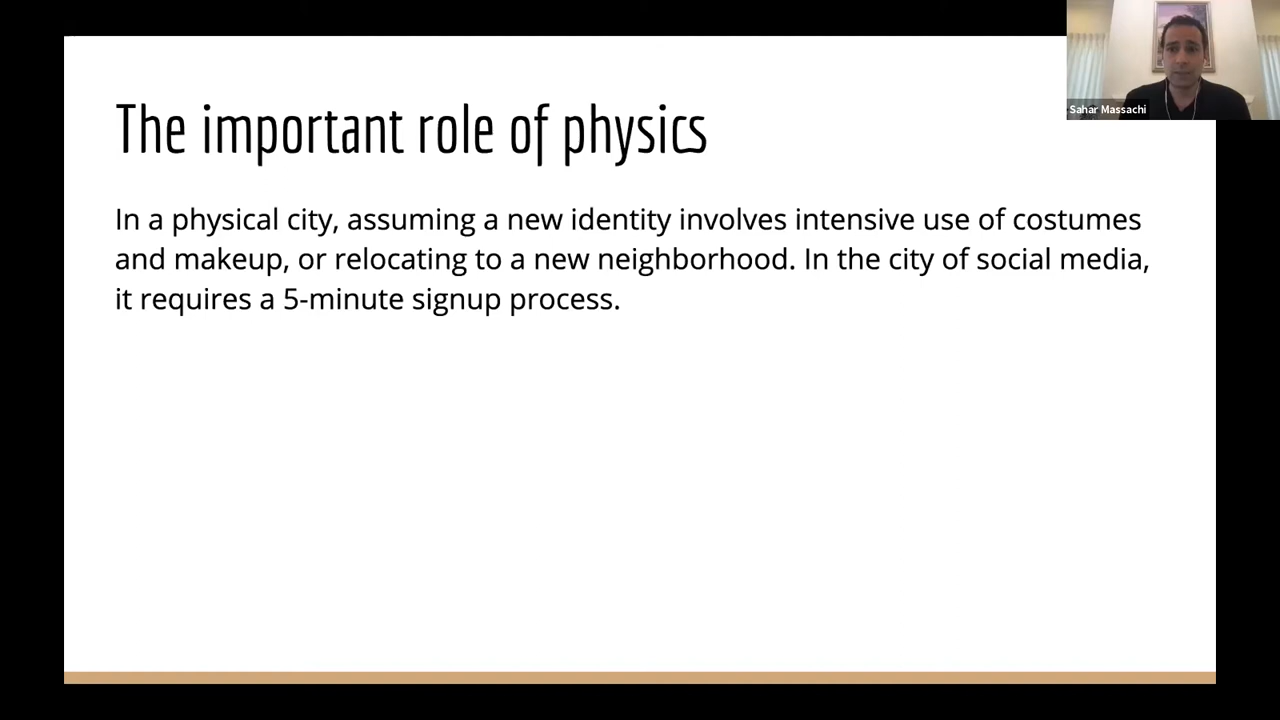 The important role of physics
In a physical city, assuming a new identity involves intensive use of costumes
and makeup, or relocating to a new neighborhood. In the city of social media,
it requires a 5-minute signup process.
Sahar Massachi